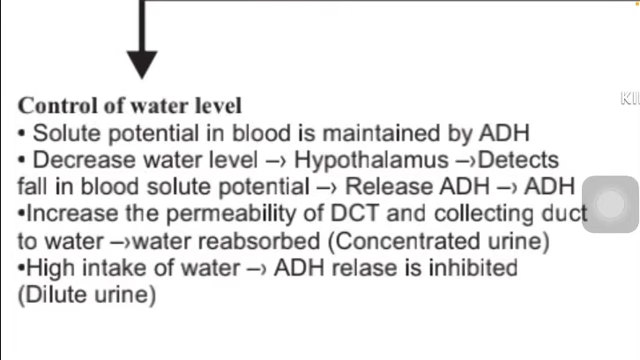 Control of water level
• Solute potential in blood is maintained by ADH
• Decrease water level –› Hypothalamus –›Detects
fall in blood solute potential –› Release ADH –› ADH
•Increase the permeability of DCT and collecting duct
to water –›water reabsorbed (Concentrated urine)
•High intake of water –› ADH relase is inhibited
(Dilute urine)